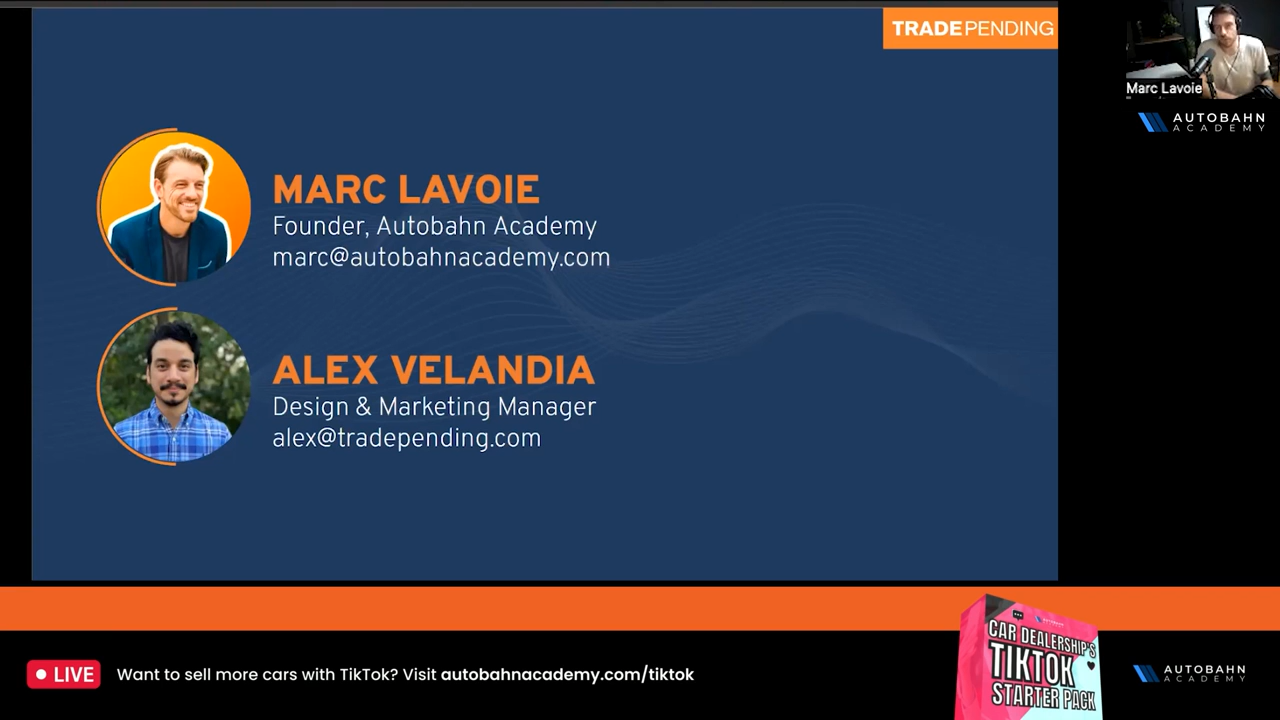 TRADEPENDING
Marc Lavoie
AUTOBAHN
ACADEMY
MARC LAVOIE
Founder, Autobahn Academy
marc@autobahnacademy.com
ALEX VELANDIA
Design & Marketing Manager
alex@tradepending.com
LIVE
Want to sell more cars with TikTok? Visit autobahnacademy.com/tiktok
CAR DEALERSHIP'S
TIKTOK
STARTER PACK
AUTOBAHN
ACADEMY